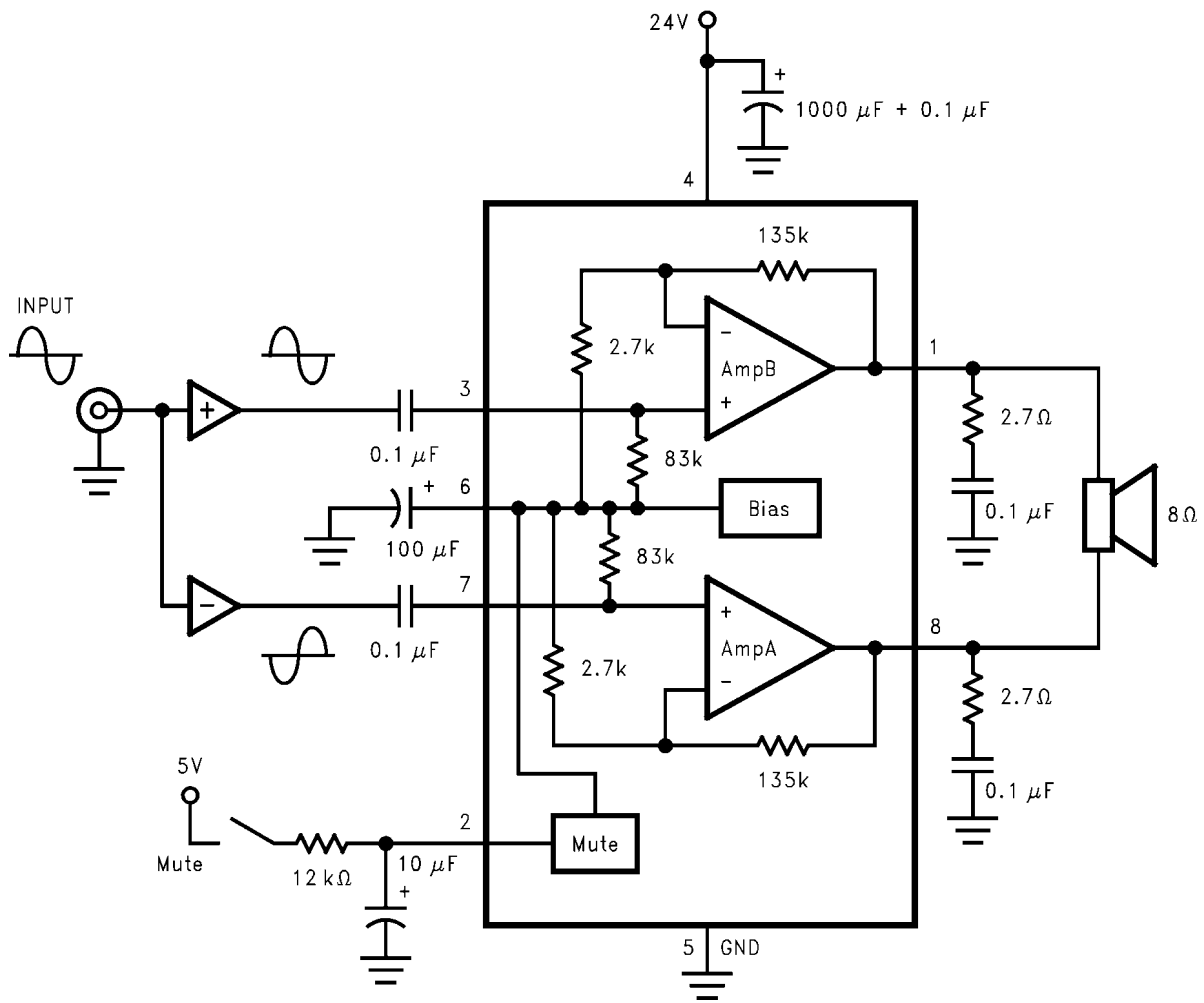 24V
+
1000 µF + 0.1 µF
4
135k
INPUT
2.7k
−
AmpB
+
1
3
+
0.1 µF
83k
2.7Ω
6
+
Bias
0.1 µF
8Ω
100 µF
83k
7
−
0.1 µF
+
AmpA
−
8
2.7k
2.7Ω
135k
5V
0.1 µF
2
Mute
Mute
12kΩ
10 µF
+
5
GND